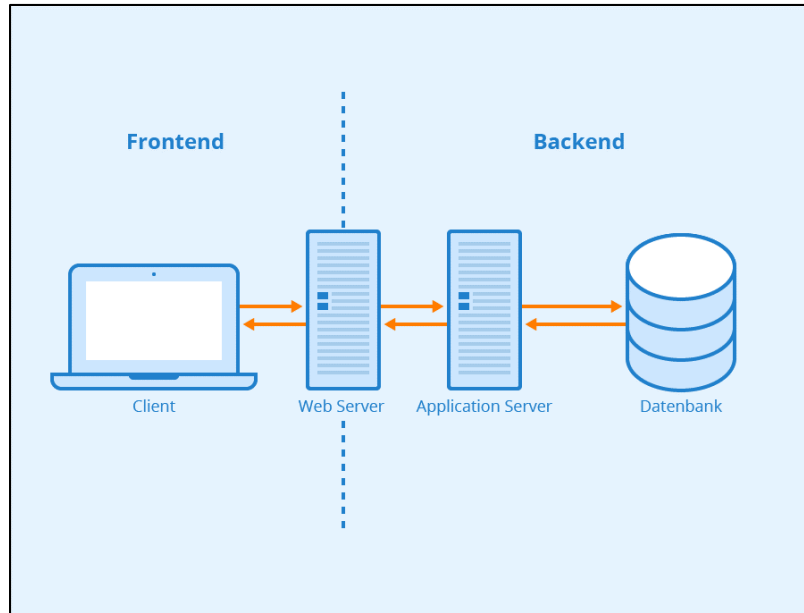 Frontend
Backend
Client
Web Server
Application Server
Datenbank